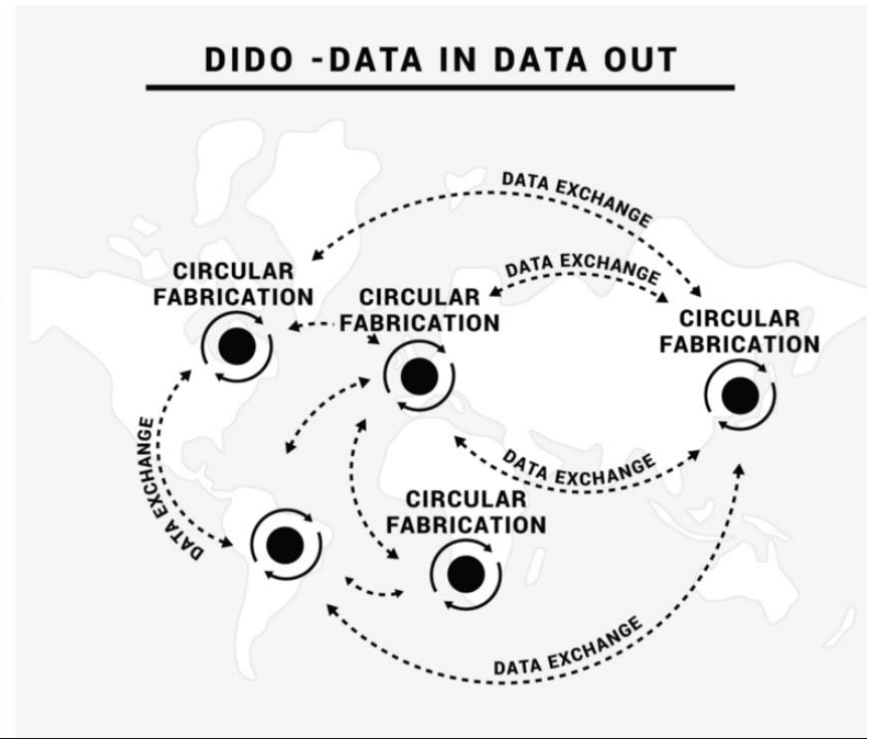 DIDO -DATA IN DATA OUT
DATA EXCHANGE
CIRCULAR
FABRICATION
DATA EXCHANGE
CIRCULAR
FABRICATION
CIRCULAR
FABRICATION
DATA EXCHANGE
DATA EXCHANGE
CIRCULAR
FABRICATION
DATA EXCHANGE